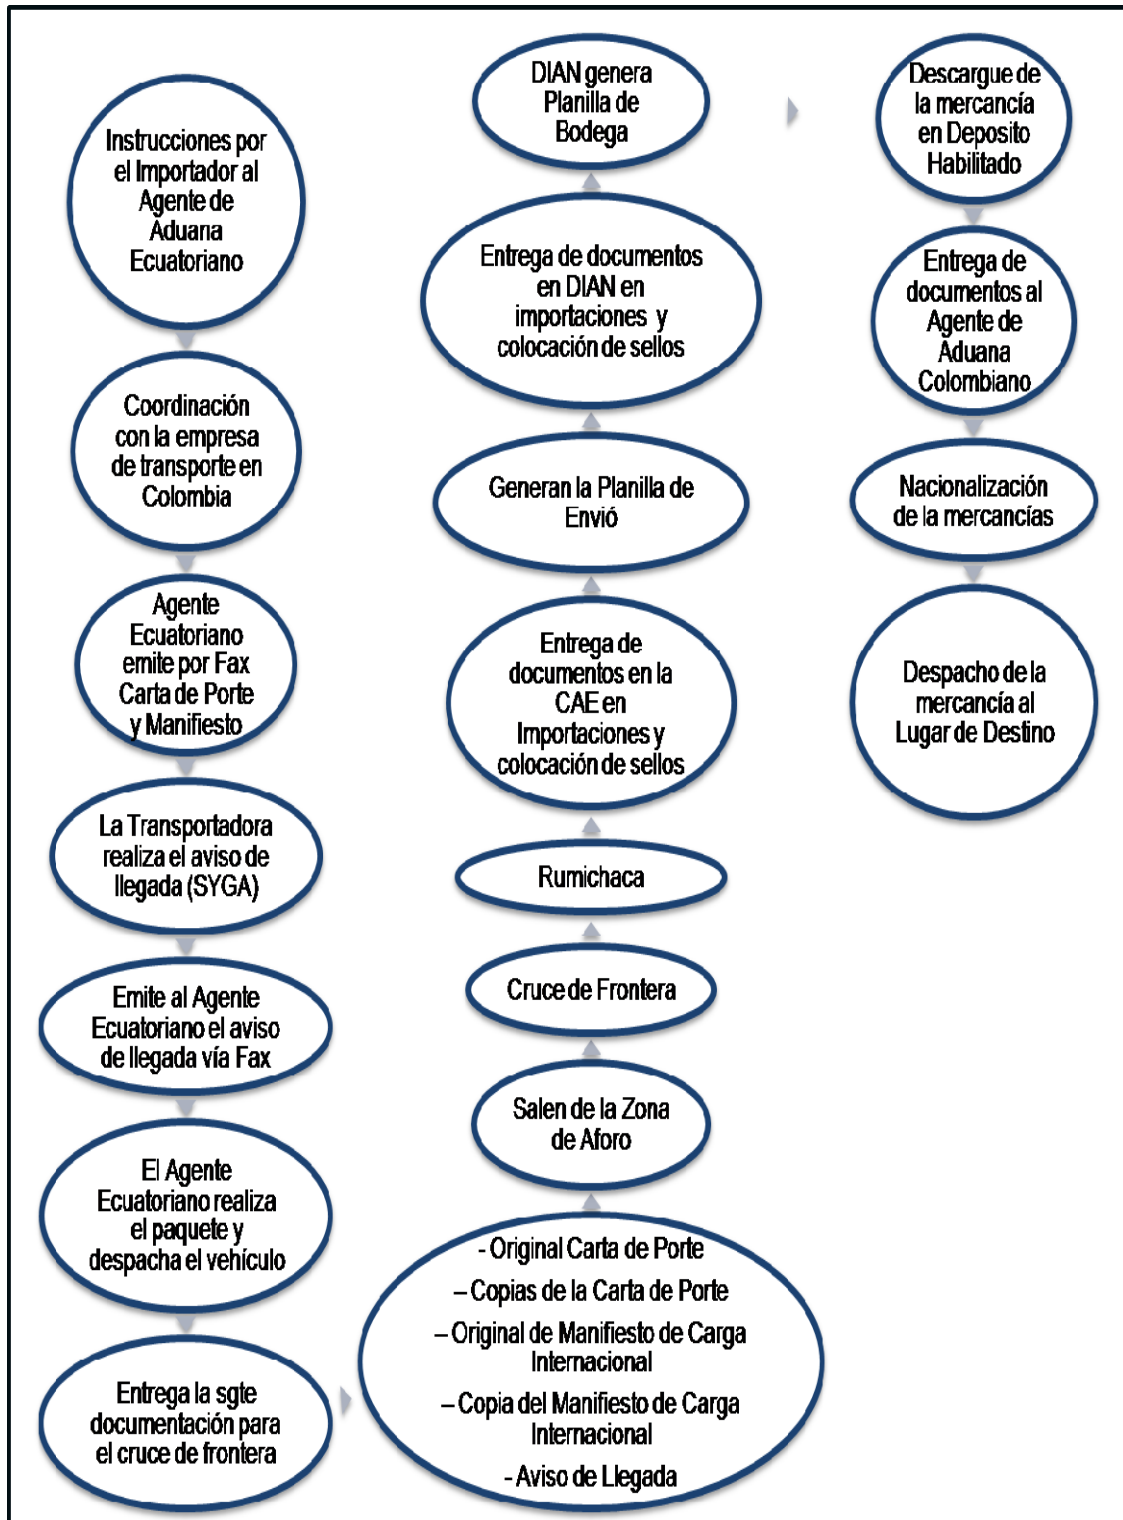 Instrucciones por
el Importador al
Agente de
Aduana
Ecuatoriano
Coordinación
con la empresa
de transporte en
Colombia
Agente
Ecuatoriano
emite por Fax
Carta de Porte
y Manifiesto
La Transportadora
realiza el aviso de
llegada (SYGA)
Emite al Agente
Ecuatoriano el aviso
de llegada vía Fax
El Agente
Ecuatoriano realiza
el paquete y
despacha el vehículo
Entrega la sgte
documentación para
el cruce de frontera
- Original Carta de Porte
– Copias de la Carta de Porte
– Original de Manifiesto de Carga
Internacional
– Copia del Manifiesto de Carga
Internacional
- Aviso de Llegada
Salen de la Zona
de Aforo
Cruce de Frontera
Rumichaca
Entrega de
documentos en la
CAE en
Importaciones y
colocación de sellos
Generan la Planilla de
Envió
Entrega de documentos
en DIAN en
importaciones y
colocación de sellos
DIAN genera
Planilla de
Bodega
Descargue de
la mercancía
en Deposito
Habilitado
Entrega de
documentos al
Agente de
Aduana
Colombiano
Nacionalización
de la mercancías
Despacho de la
mercancía al
Lugar de Destino